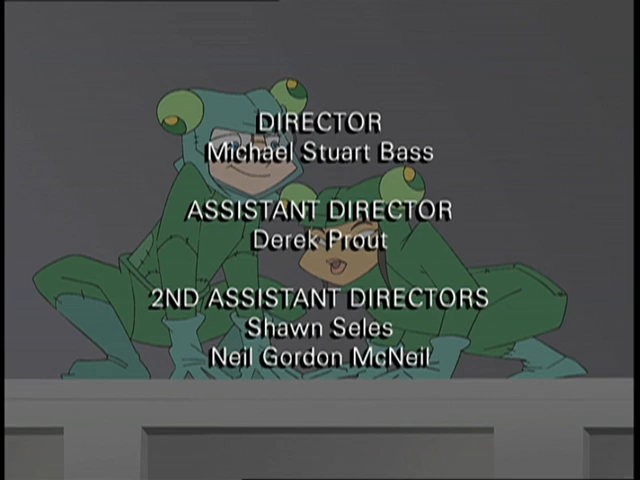 DIRECTOR
Michael Stuart Bass
ASSISTANT DIRECTOR
Derek Prout
2ND ASSISTANT DIRECTORS
Shawn Seles
Neil Gordon McNeil